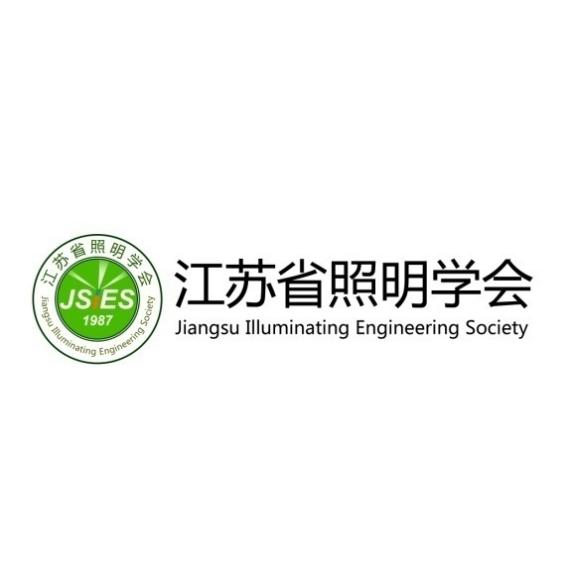 江苏省照明学会
JSIES
1987
Jiangsu Illuminating Engineering Society
江苏省照明学会
Jiangsu Illuminating Engineering Society